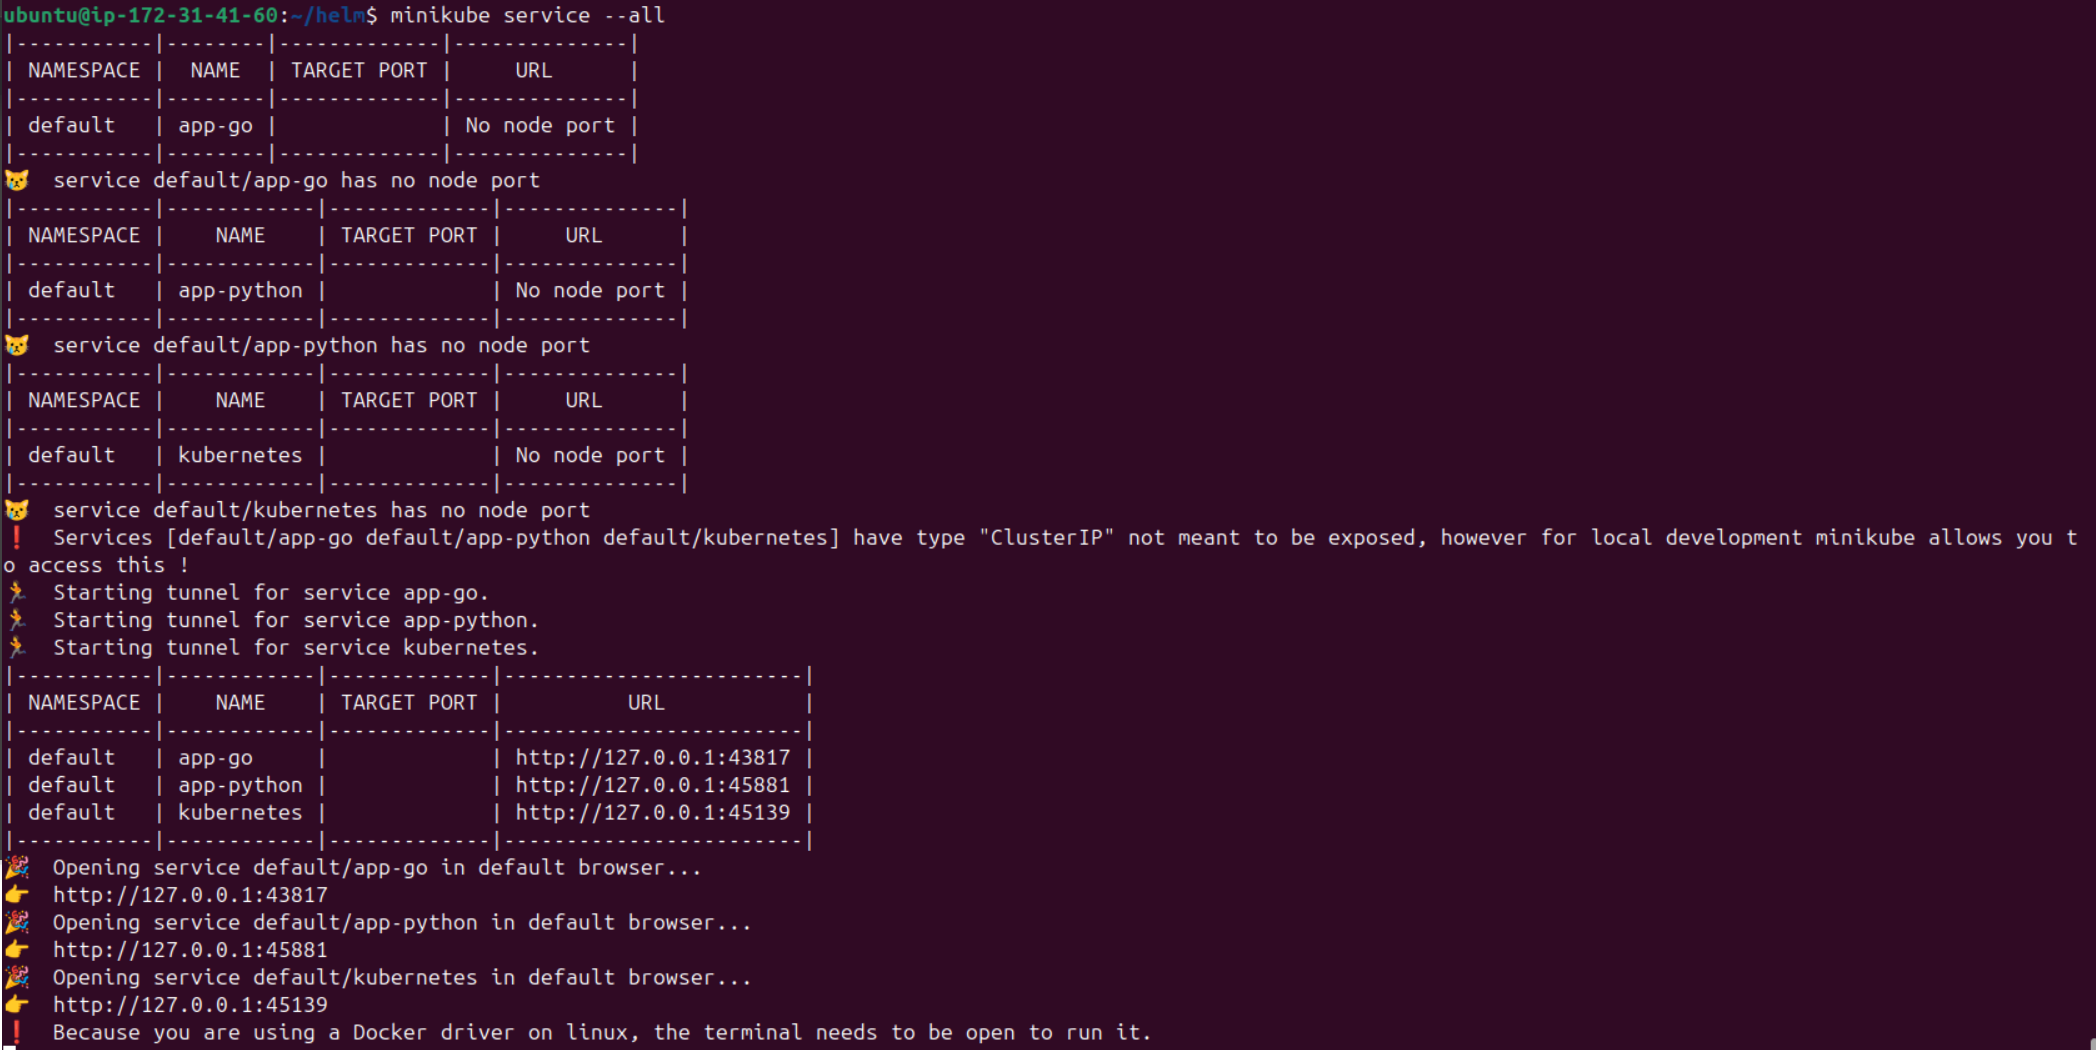 ubuntu@ip-172-31-41-60:~/helm$ minikube service --all
|-----------|--------|-------------|--------------|
| NAMESPACE |  NAME  | TARGET PORT |     URL      |
|-----------|--------|-------------|--------------|
| default   | app-go |             | No node port |
|-----------|--------|-------------|--------------|
😿  service default/app-go has no node port
|-----------|------------|-------------|--------------|
| NAMESPACE |    NAME    | TARGET PORT |     URL      |
|-----------|------------|-------------|--------------|
| default   | app-python |             | No node port |
|-----------|------------|-------------|--------------|
😿  service default/app-python has no node port
|-----------|------------|-------------|--------------|
| NAMESPACE |    NAME    | TARGET PORT |     URL      |
|-----------|------------|-------------|--------------|
| default   | kubernetes |             | No node port |
|-----------|------------|-------------|--------------|
😿  service default/kubernetes has no node port
❗  Services [default/app-go default/app-python default/kubernetes] have type "ClusterIP" not meant to be exposed, however for local development minikube allows you t
o access this !
🏃  Starting tunnel for service app-go.
🏃  Starting tunnel for service app-python.
🏃  Starting tunnel for service kubernetes.
|-----------|------------|-------------|------------------------|
| NAMESPACE |    NAME    | TARGET PORT |          URL           |
|-----------|------------|-------------|------------------------|
| default   | app-go     |             | http://127.0.0.1:43817 |
| default   | app-python |             | http://127.0.0.1:45881 |
| default   | kubernetes |             | http://127.0.0.1:45139 |
|-----------|------------|-------------|------------------------|
🎉  Opening service default/app-go in default browser...
👉  http://127.0.0.1:43817
🎉  Opening service default/app-python in default browser...
👉  http://127.0.0.1:45881
🎉  Opening service default/kubernetes in default browser...
👉  http://127.0.0.1:45139
❗  Because you are using a Docker driver on linux, the terminal needs to be open to run it.